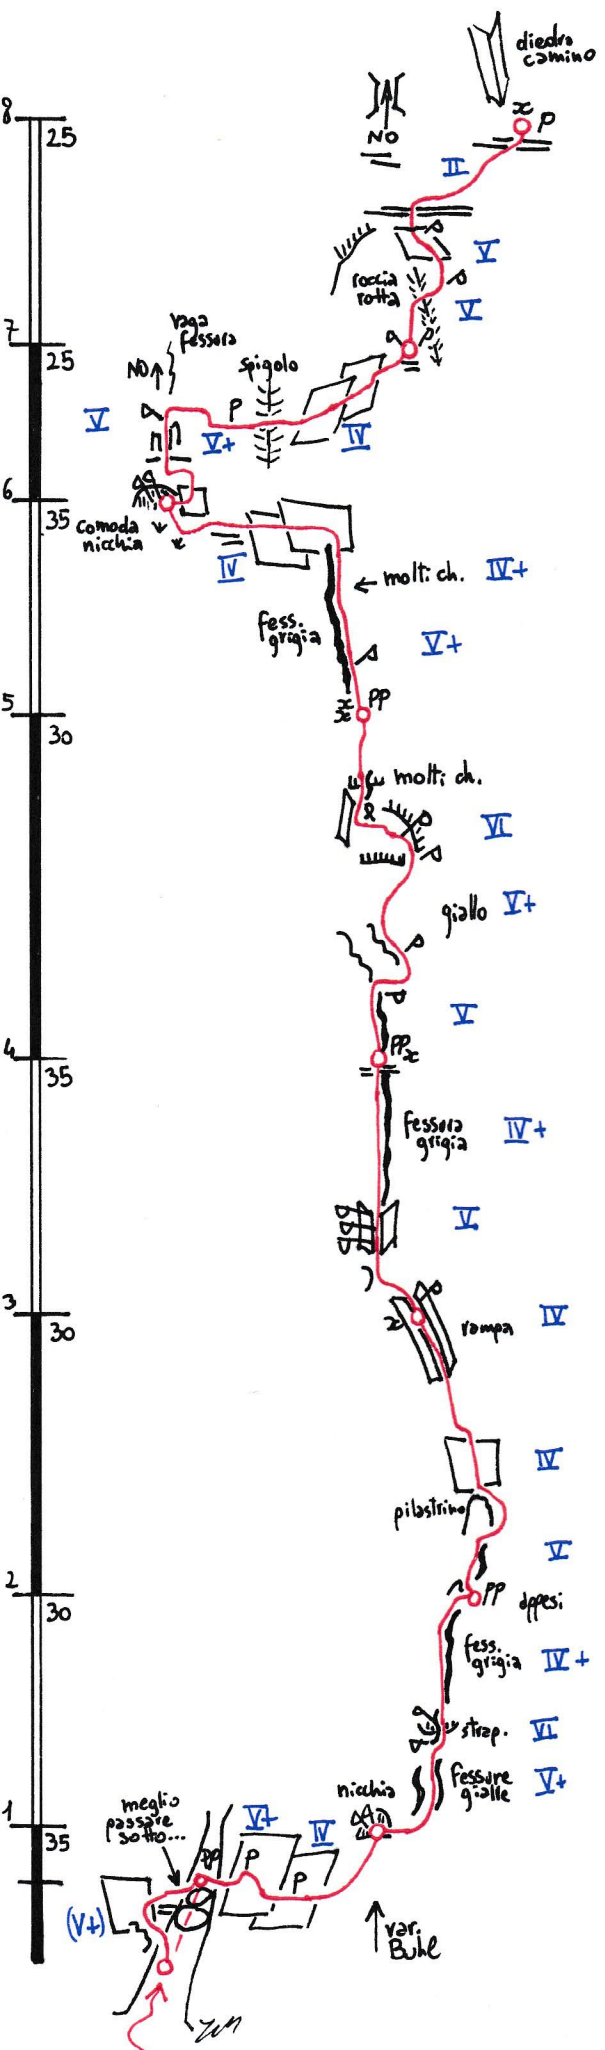 diedro
camino
8
25
x
P
NO
II
V
roccia
rotta
V
7
25
vaga
fessura
NO
spigolo
P
V
V+
IV
6
35
comoda
nicchia
IV
molti ch.
IV+
fess.
grigia
V+
5
30
x
x
PP
molti ch.
VI
giallo
V+
V
4
35
PP
x
fessura
grigia
IV+
V
3
30
x
rampa
IV
IV
pilastrino
V
2
30
PP
appesi
fess.
grigia
IV+
strap.
VI
nicchia
fessure
gialle
V+
1
35
meglio
passare
sotto...
V+
IV
PP
P
P
(V+)
var.
Buhl